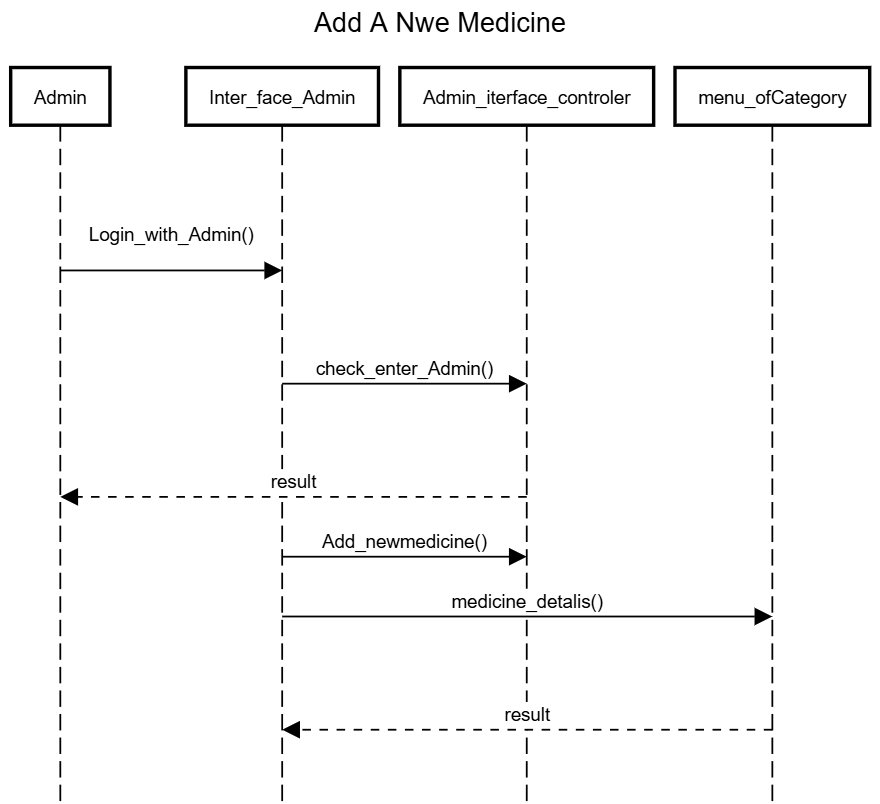 Add A Nwe Medicine
Admin
Inter_face_Admin
Admin_iterface_controler
menu_ofCategory
Login_with_Admin()
check_enter_Admin()
result
Add_newmedicine()
medicine_detalis()
result